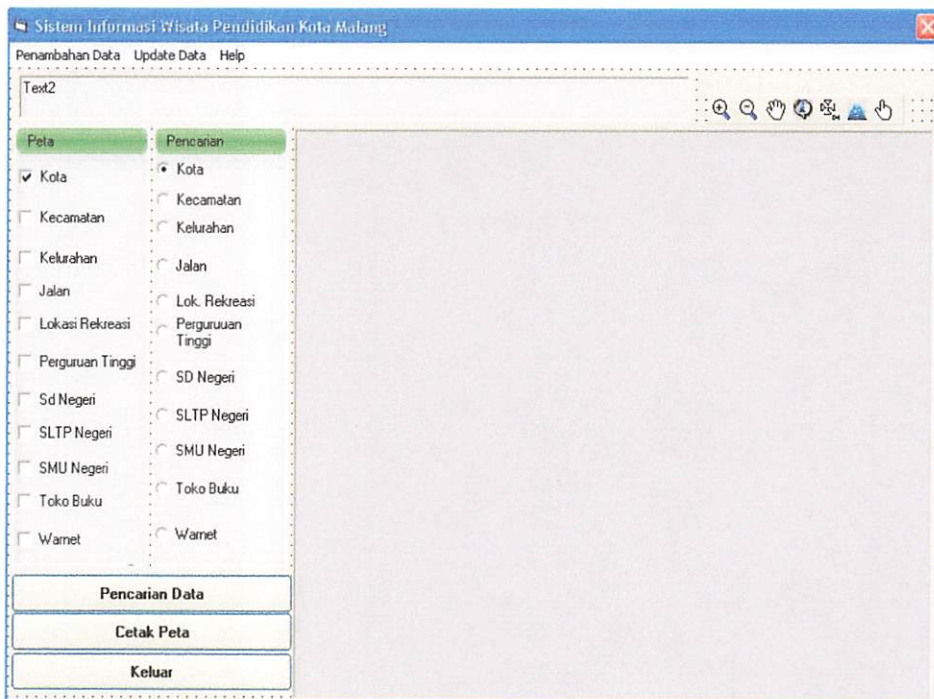 Sistem Informasi Wisata Pendidikan Kota Malang
Penambahan Data Update Data Help
Text2
Peta
Kota
Kecamatan
Kelurahan
Jalan
Lokasi Rekreasi
Perguruan Tinggi
Sd Negeri
SLTP Negeri
SMU Negeri
Toko Buku
Warnet
Pencarian
Kota
Kecamatan
Kelurahan
Jalan
Lok. Rekreasi
Perguruuan
Tinggi
SD Negeri
SLTP Negeri
SMU Negeri
Toko Buku
Warnet
Pencarian Data
Cetak Peta
Keluar